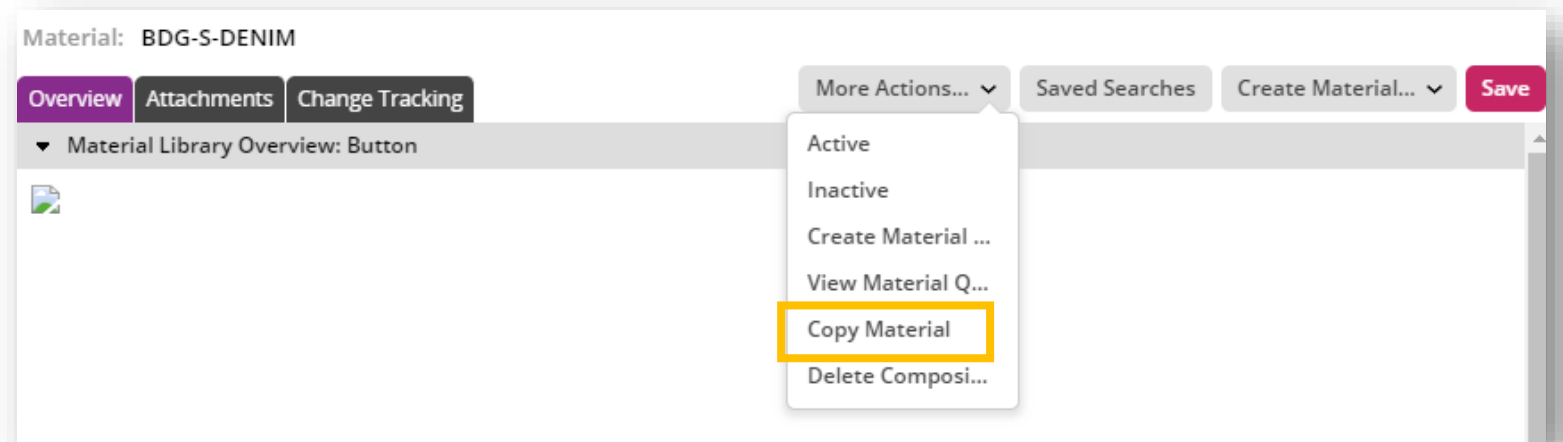 Material: BDG-S-DENIM
Overview Attachments Change Tracking More Actions... Saved Searches Create Material... Save
Material Library Overview: Button
Active
Inactive
Create Material ...
View Material Q...
Copy Material
Delete Composi...